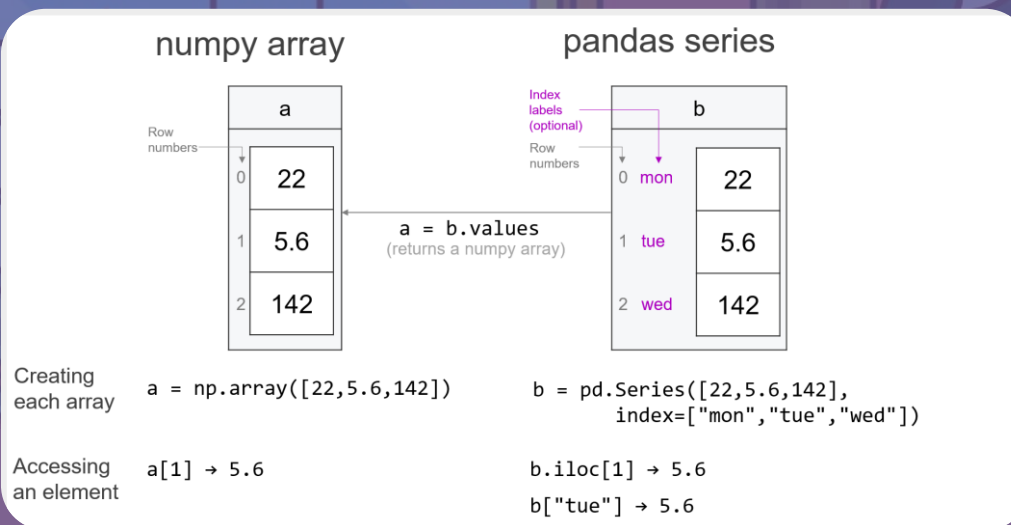 numpy array
pandas series
a
Row
numbers
0 22
1 5.6
2 142
a = b.values
(returns a numpy array)
Index
labels
(optional)
Row
numbers
b
0 mon 22
1 tue 5.6
2 wed 142
Creating
each array
a = np.array([22,5.6,142])
b = pd.Series([22,5.6,142],
index=["mon","tue","wed"])
Accessing
an element
a[1] → 5.6
b.iloc[1] → 5.6
b["tue"] → 5.6